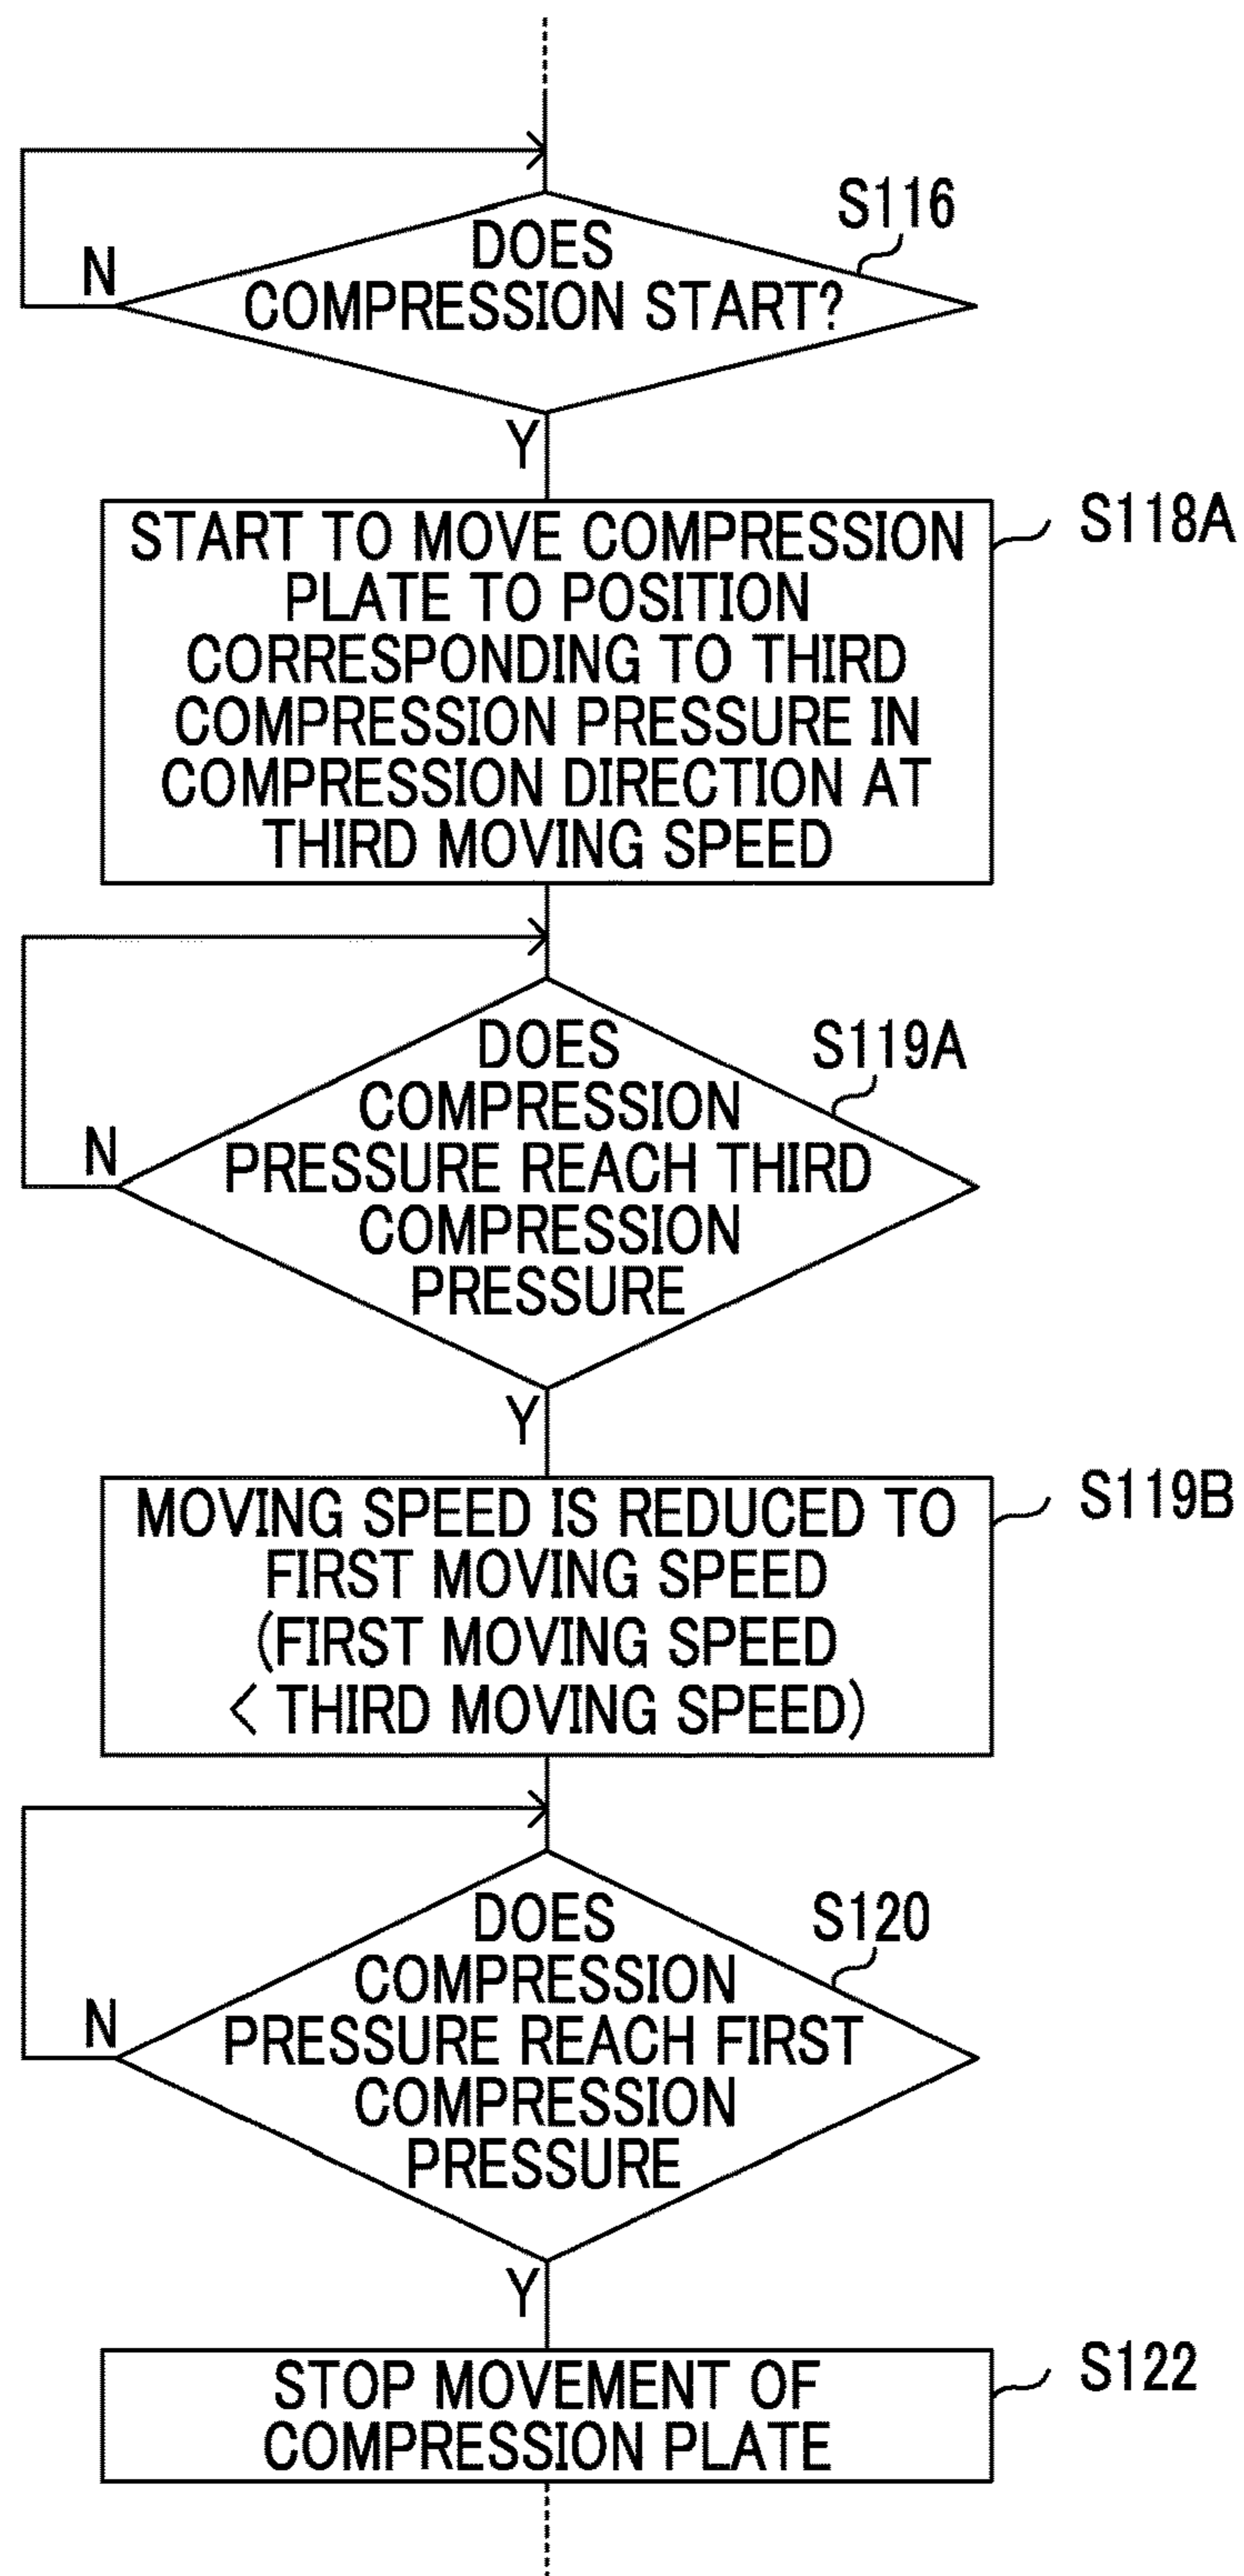 S116
DOES
COMPRESSION START?
N
Y
S118A
START TO MOVE COMPRESSION
PLATE TO POSITION
CORRESPONDING TO THIRD
COMPRESSION PRESSURE IN
COMPRESSION DIRECTION AT
THIRD MOVING SPEED
S119A
DOES
COMPRESSION
PRESSURE REACH THIRD
COMPRESSION
PRESSURE
N
Y
S119B
MOVING SPEED IS REDUCED TO
FIRST MOVING SPEED
(FIRST MOVING SPEED
< THIRD MOVING SPEED)
S120
DOES
COMPRESSION
PRESSURE REACH FIRST
COMPRESSION
PRESSURE
N
Y
S122
STOP MOVEMENT OF
COMPRESSION PLATE